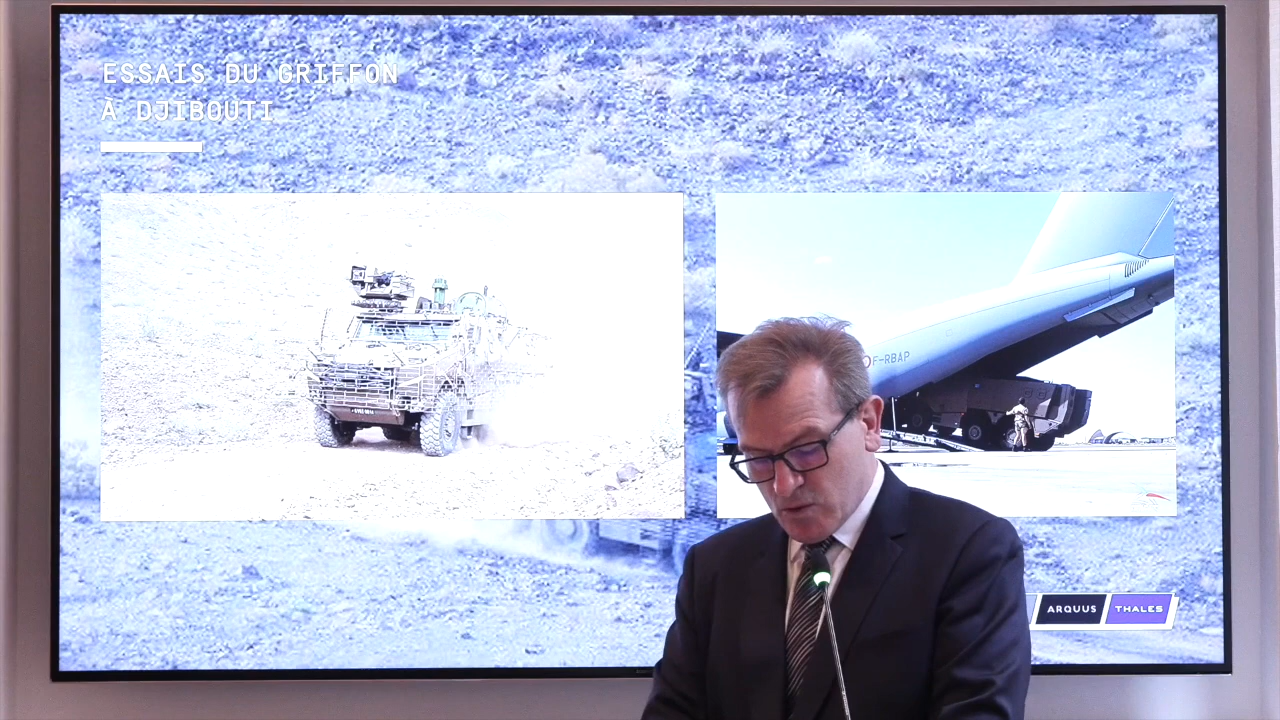 ESSAIS DU GRIFFON
À DJIBOUTI
F-RBAP
ARQUUS
THALES